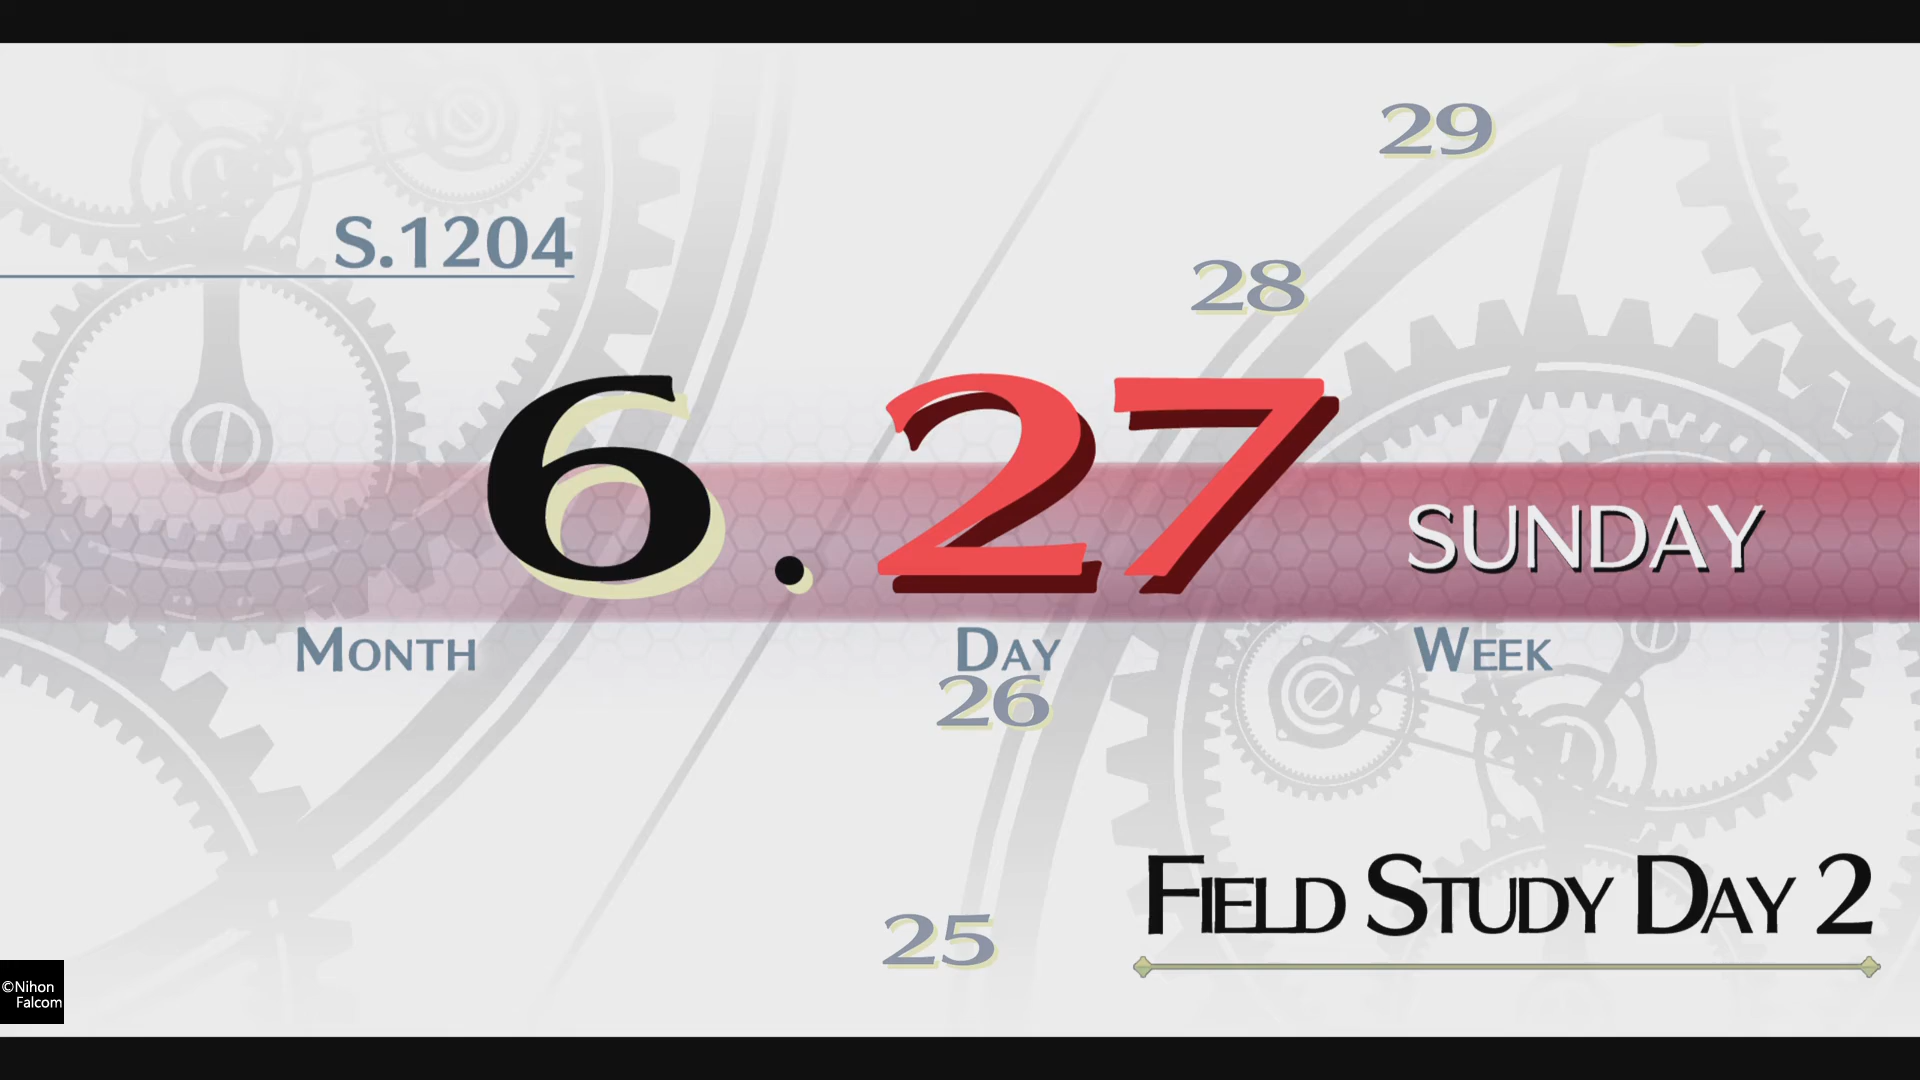 29
S.1204
28
6.27 SUNDAY
MONTH DAY WEEK
26
FIELD STUDY DAY 2
25
©Nihon
Falcom